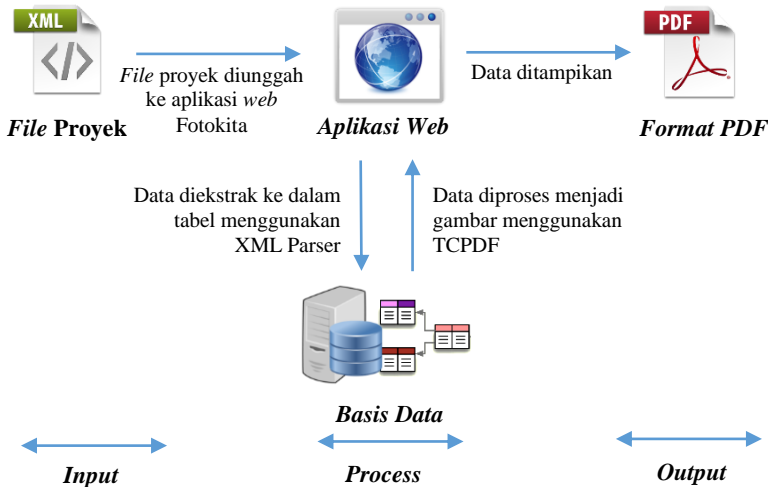 XML
PDF
File proyek diunggah
ke aplikasi web
Fotokita
Data ditampikan
File Proyek
Aplikasi Web
Format PDF
Data diekstrak ke dalam
tabel menggunakan
XML Parser
Data diproses menjadi
gambar menggunakan
TCPDF
Basis Data
Input
Process
Output